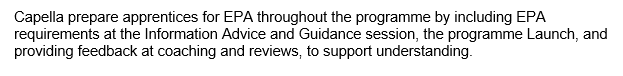 Capella prepare apprentices for EPA throughout the programme by including EPA
requirements at the Information Advice and Guidance session, the programme Launch, and
providing feedback at coaching and reviews, to support understanding.